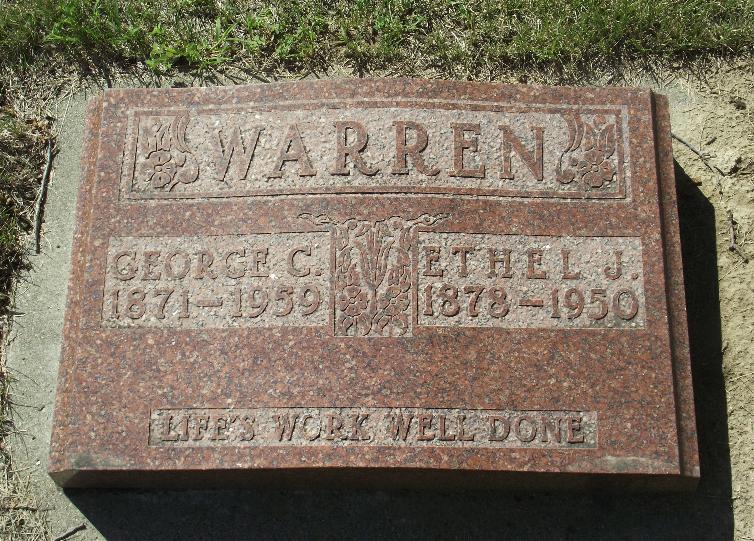 WARREN
GEORGE C. ETHEL J.
1871-1959 1878-1950
LIFE'S WORK WELL DONE